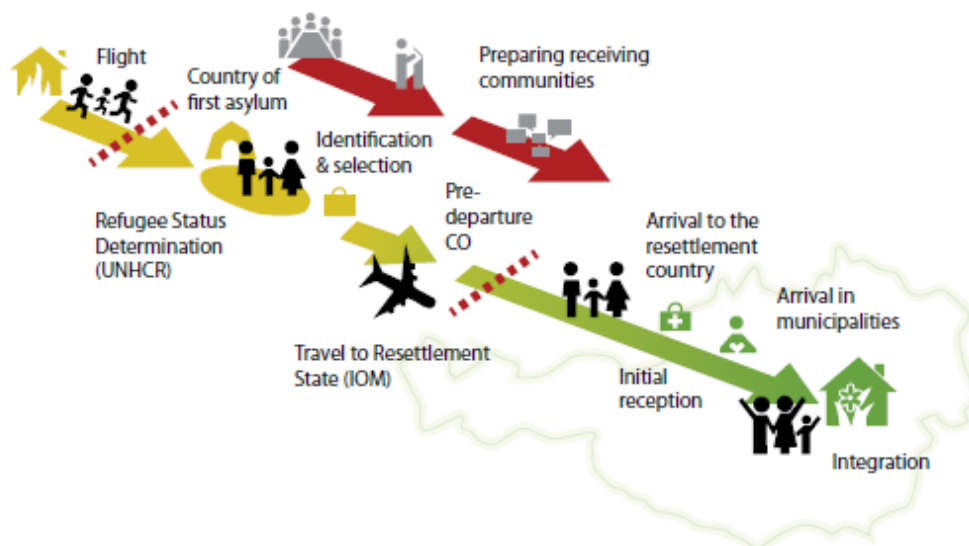 Flight
Country of
first asylum
Preparing receiving
communities
Identification
& selection
Refugee Status
Determination
(UNHCR)
Pre-
departure
CO
Arrival to the
resettlement
country
Arrival in
municipalities
Travel to Resettlement
State (IOM)
Initial
reception
Integration